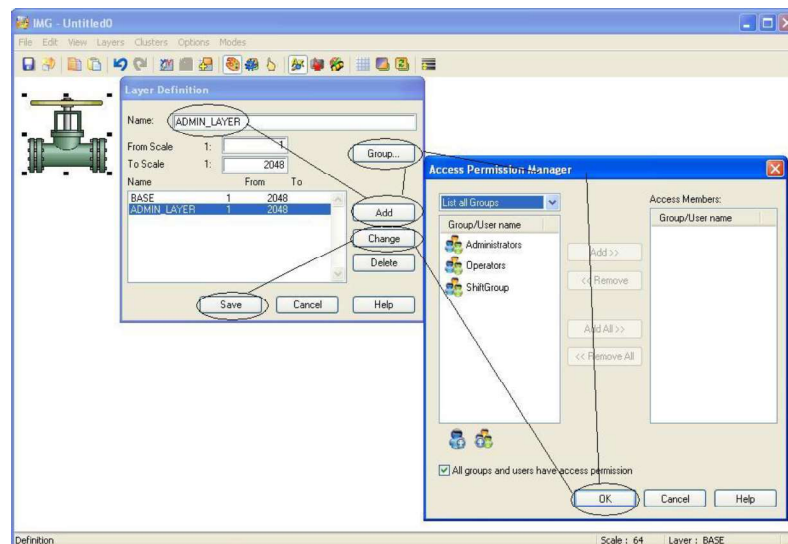 IMG - Untitled0
File Edit View Layers Clusters Options Modes
Layer Definition
Name: ADMIN_LAYER
From Scale 1: 1
To Scale 1: 2048
Group...
Name From To
BASE 1 2048
ADMIN_LAYER 1 2048
Add
Change
Delete
Save Cancel Help
Access Permission Manager
List all Groups
Group/User name
Administrators
Operators
ShiftGroup
Add >>
<< Remove
Add All >>
<< Remove All
Access Members:
Group/User name
All groups and users have access permission
OK Cancel Help
Definition Scale : 64 Layer : BASE